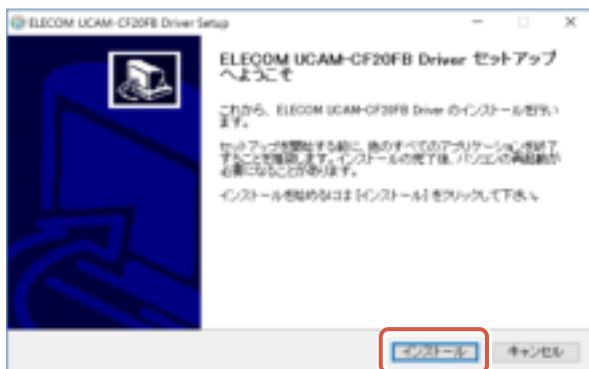 ELECOM UCAM-CF20FB Driver Setup
ELECOM UCAM-CF20FB Driver セットアップ
へようこそ
これから、ELECOM UCAM-CF20FB Driver のインストールを行い
ます。
セットアップを開始する前に、他のすべてのアプリケーションを終了
することを推奨します。インストールの完了後、パソコンの再起動が
必要になることがあります。
インストールを始めるには [インストール] をクリックして下さい。
インストール
キャンセル